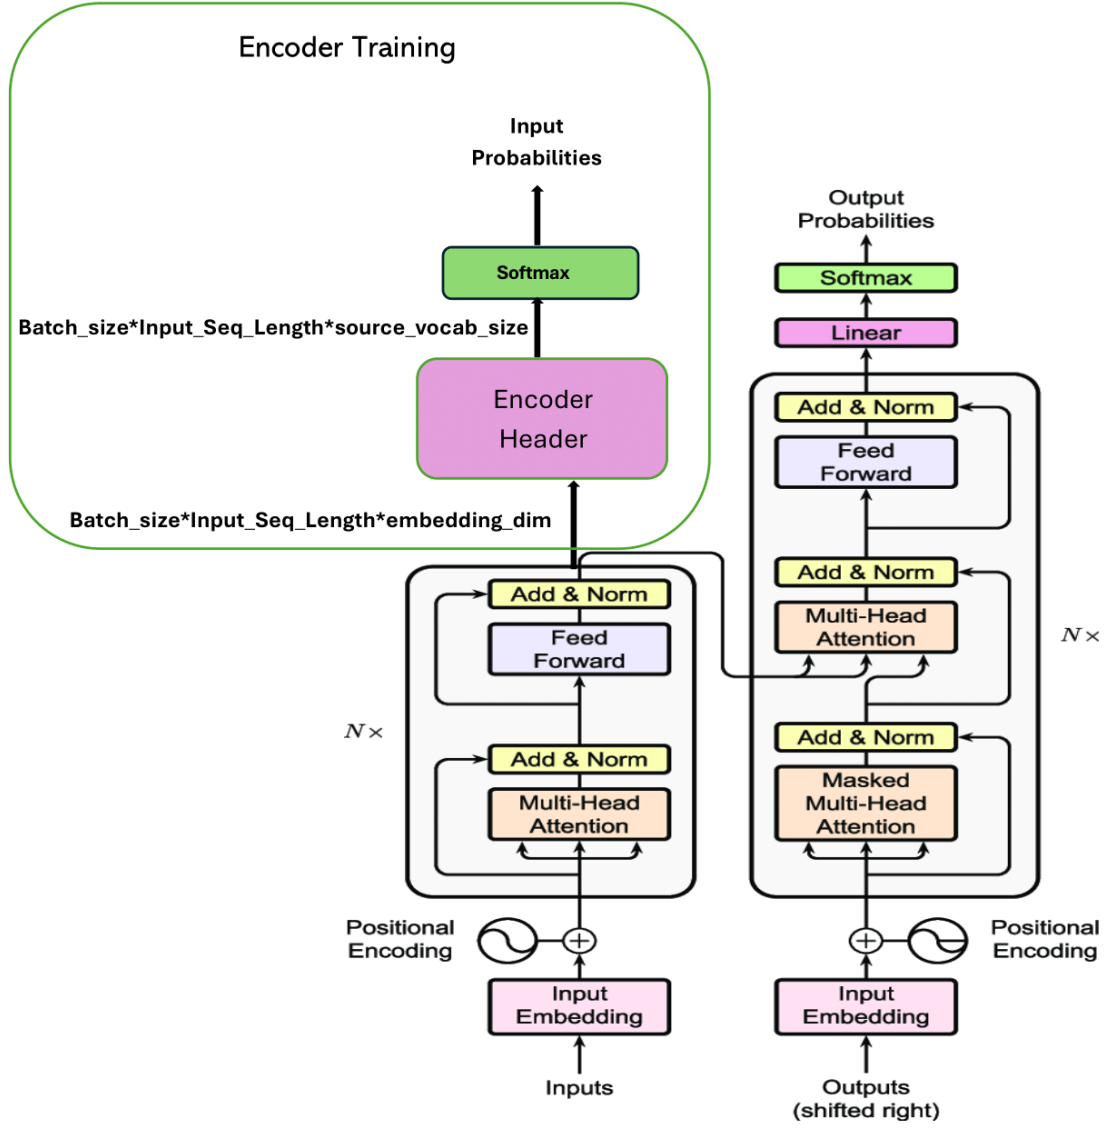 Encoder Training
Input
Probabilities
Softmax
Batch_size*Input_Seq_Length*source_vocab_size
Encoder
Header
Batch_size*Input_Seq_Length*embedding_dim
Add & Norm
Feed
Forward
N×
Add & Norm
Multi-Head
Attention
Positional
Encoding
Input
Embedding
Inputs
Output
Probabilities
Softmax
Linear
Add & Norm
Feed
Forward
Add & Norm
Multi-Head
Attention
N×
Add & Norm
Masked
Multi-Head
Attention
Positional
Encoding
Input
Embedding
Outputs
(shifted right)